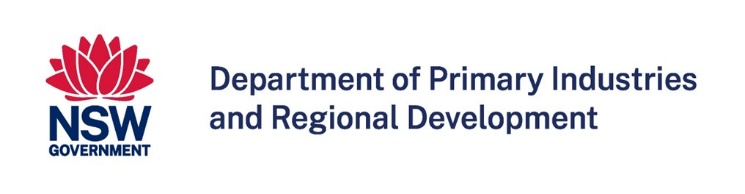 NSW
GOVERNMENT
Department of Primary Industries
and Regional Development